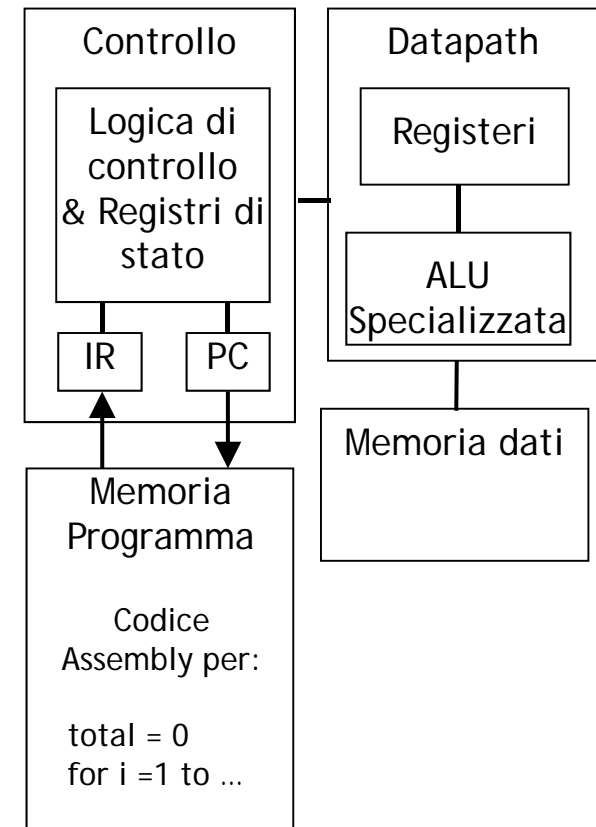 Controllo
Logica di
controllo
& Registri di
stato
IR
PC
Datapath
Registeri
ALU
Specializzata
Memoria dati
Memoria
Programma
Codice
Assembly per:
total = 0
for i =1 to ...